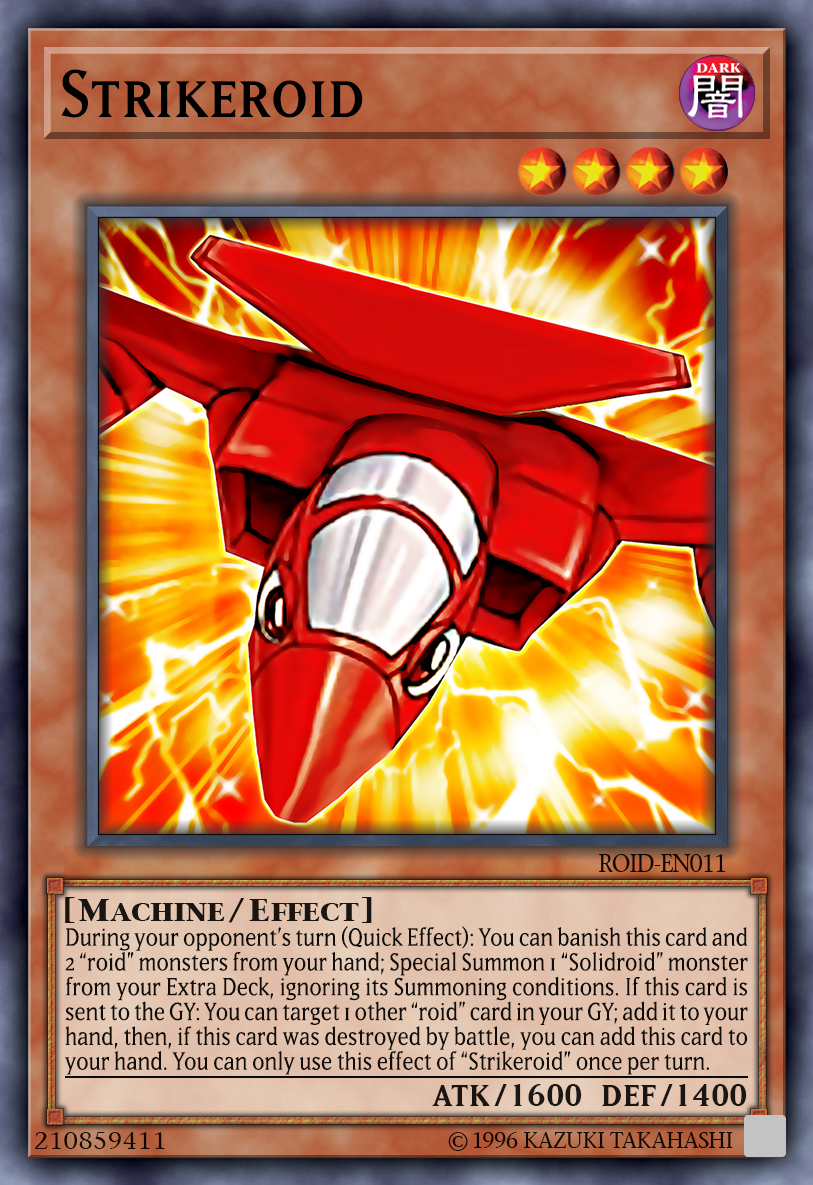 STRIKEROID
DARK
闇
ROID-EN011
[MACHINE/EFFECT]
During your opponent's turn (Quick Effect): You can banish this card and
2 “roid” monsters from your hand; Special Summon 1 “Solidroid” monster
from your Extra Deck, ignoring its Summoning conditions. If this card is
sent to the GY: You can target 1 other “roid” card in your GY; add it to your
hand, then, if this card was destroyed by battle, you can add this card to
your hand. You can only use this effect of “Strikeroid” once per turn.
ATK/1600 DEF/1400
210859411
© 1996 KAZUKI TAKAHASHI